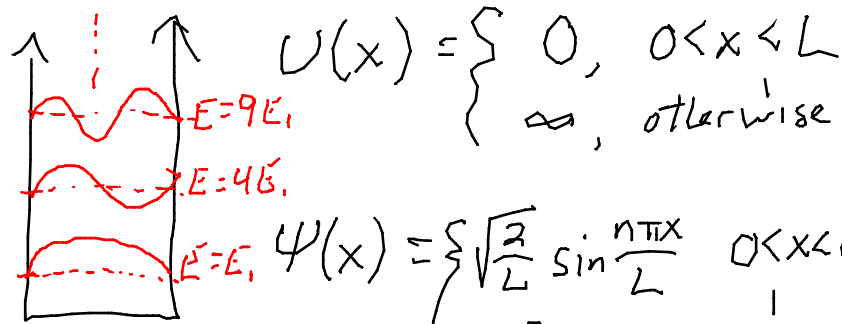 U(x) = { 0, 0<x<L
∞, otherwise
E=9E₁
E=4E₁
E=E₁
Ψ(x) = { √(2/L) sin nπx/L 0<x<